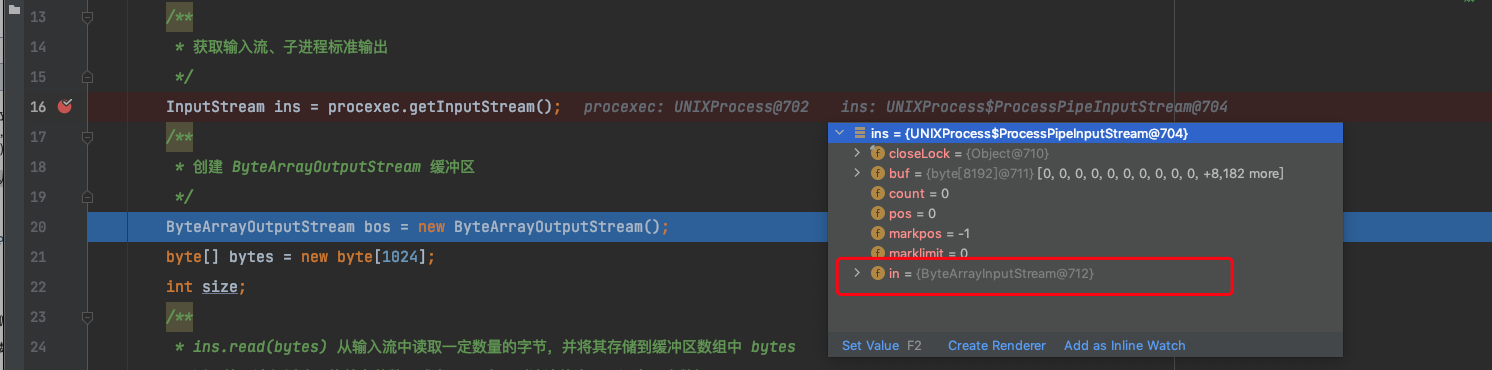 13 /**
14 * 获取输入流、子进程标准输出
15 */
16 InputStream ins = procexec.getInputStream(); procexec: UNIXProcess@702 ins: UNIXProcess$ProcessPipeInputStream@704
17 /**
18 * 创建 ByteArrayOutputStream 缓冲区
19 */
20 ByteArrayOutputStream bos = new ByteArrayOutputStream();
21 byte[] bytes = new byte[1024];
22 int size;
23 /**
24 * ins.read(bytes) 从输入流中读取一定数量的字节，并将其存储到缓冲区数组中 bytes
ins = {UNIXProcess$ProcessPipeInputStream@704}
closeLock = {Object@710}
buf = {byte[8192]@711} [0, 0, 0, 0, 0, 0, 0, 0, 0, 0, +8,182 more]
count = 0
pos = 0
markpos = -1
marklimit = 0
in = {ByteArrayInputStream@712}
Set Value F2 Create Renderer Add as Inline Watch